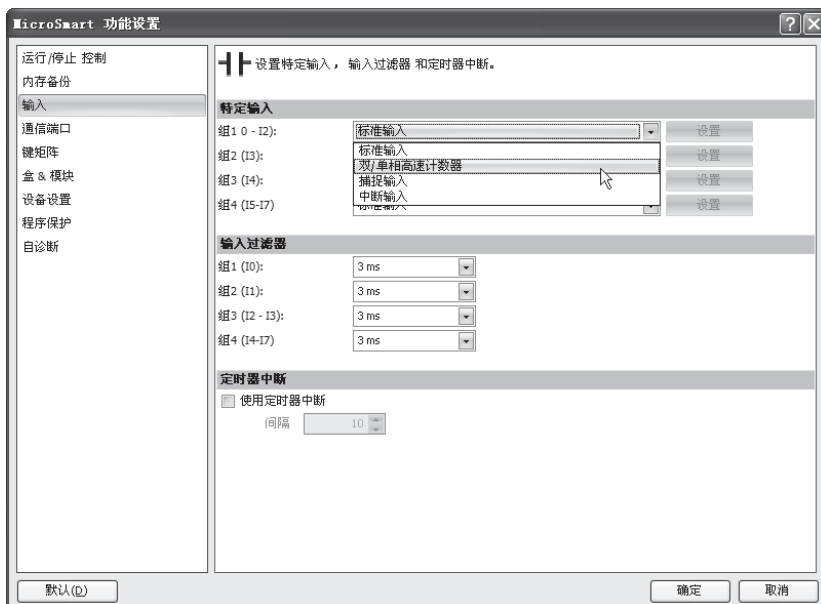 MicroSmart 功能设置
运行/停止 控制
内存备份
输入
通信端口
键矩阵
盒 & 模块
设备设置
程序保护
自诊断
设置特定输入，输入过滤器 和定时器中断。
特定输入
组1 0 - I2): 标准输入 设置
标准输入
组2 (I3): 双/单相高速计数器 设置
组3 (I4): 捕捉输入 设置
中断输入
组4 (I5-I7) 标准输入 设置
输入过滤器
组1 (I0): 3 ms
组2 (I1): 3 ms
组3 (I2 - I3): 3 ms
组4 (I4-I7) 3 ms
定时器中断
使用定时器中断
间隔 10
默认(D) 确定 取消